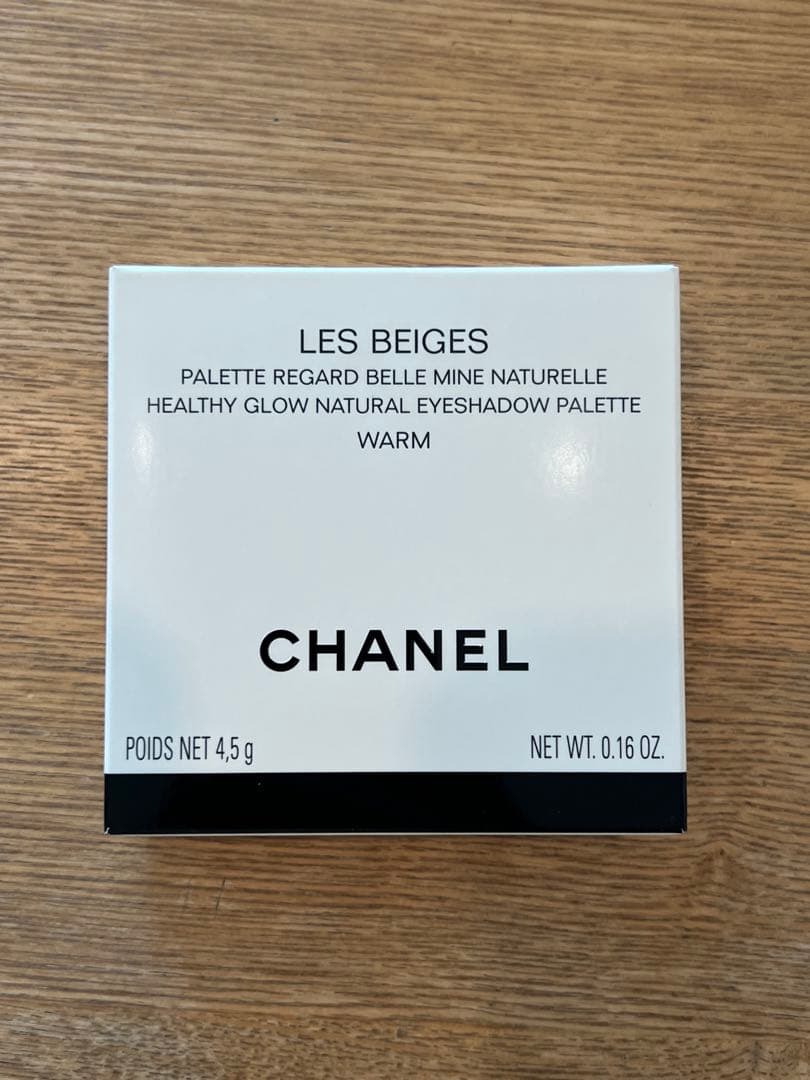 LES BEIGES
PALETTE REGARD BELLE MINE NATURELLE
HEALTHY GLOW NATURAL EYESHADOW PALETTE
WARM
CHANEL
POIDS NET 4,5 g NET WT. 0.16 OZ.